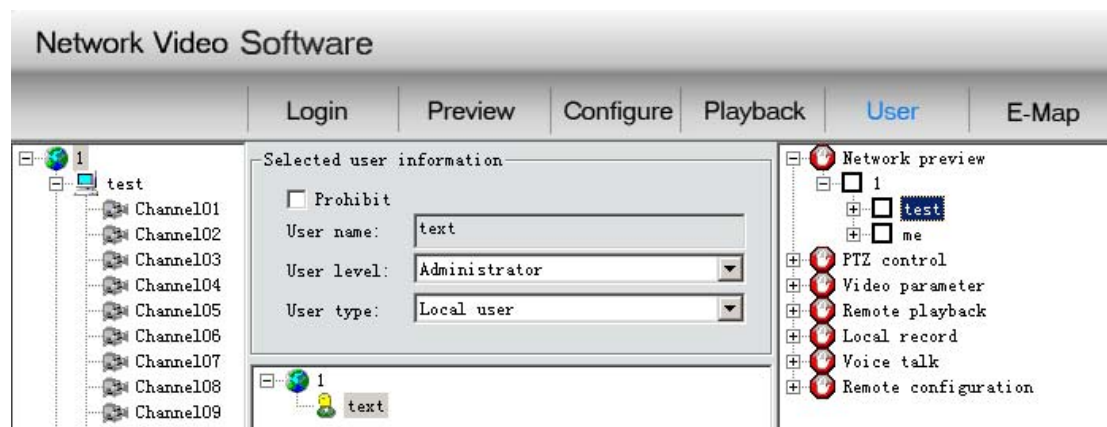 Network Video Software
Login Preview Configure Playback User E-Map
1
test
Channel01
Channel02
Channel03
Channel04
Channel05
Channel06
Channel07
Channel08
Channel09
Selected user information
Prohibit
User name: text
User level: Administrator
User type: Local user
1
text
Network preview
1
test
me
PTZ control
Video parameter
Remote playback
Local record
Voice talk
Remote configuration